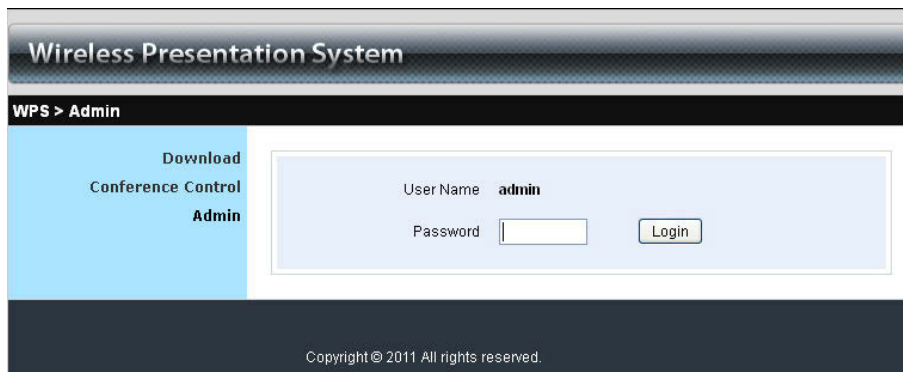 Wireless Presentation System
WPS > Admin
Download
Conference Control
Admin
User Name admin
Password Login
Copyright © 2011 All rights reserved.